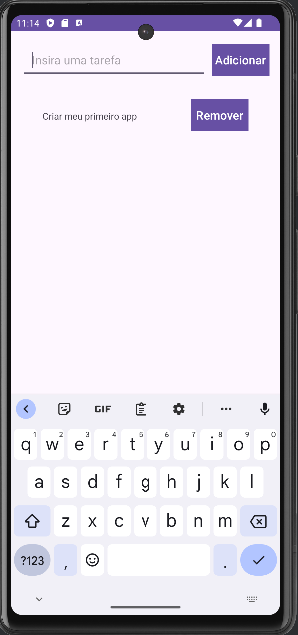 11:14
Insira uma tarefa
Adicionar
Criar meu primeiro app
Remover
GIF
1 2 3 4 5 6 7 8 9 0
q w e r t y u i o p
a s d f g h j k l
z x c v b n m
?123 , .